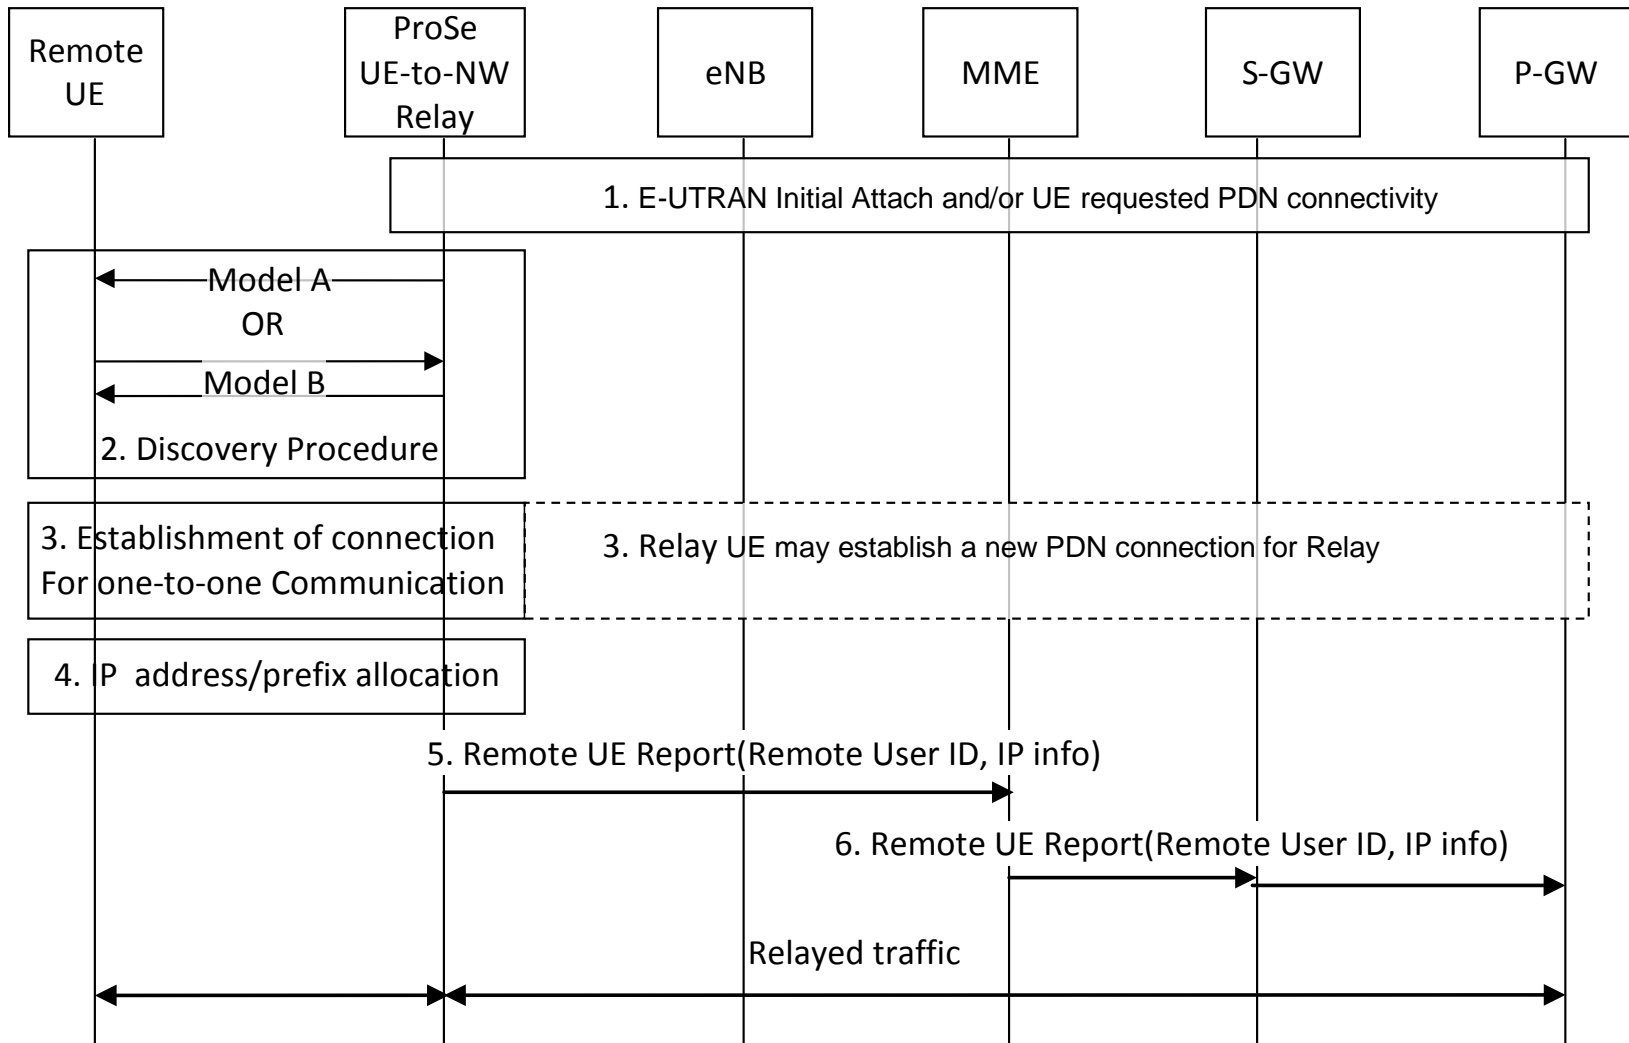 Remote
UE
ProSe
UE-to-NW
Relay
eNB
MME
S-GW
P-GW
1. E-UTRAN Initial Attach and/or UE requested PDN connectivity
Model A
OR
Model B
2. Discovery Procedure
3. Establishment of connection
For one-to-one Communication
3. Relay UE may establish a new PDN connection for Relay
4. IP address/prefix allocation
5. Remote UE Report(Remote User ID, IP info)
6. Remote UE Report(Remote User ID, IP info)
Relayed traffic